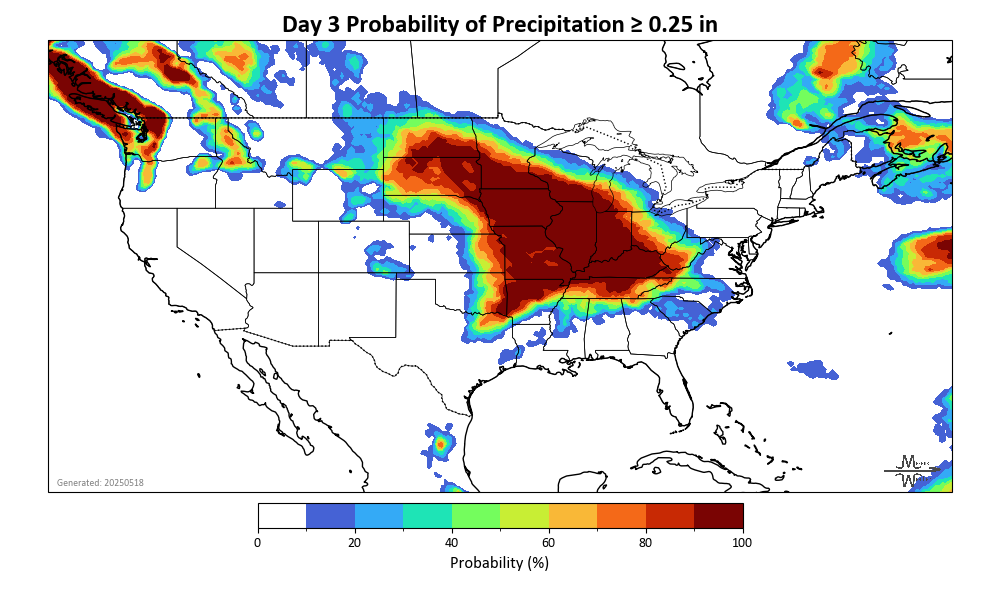 Day 3 Probability of Precipitation ≥ 0.25 in
Generated: 20250518
0 20 40 60 80 100
Probability (%)